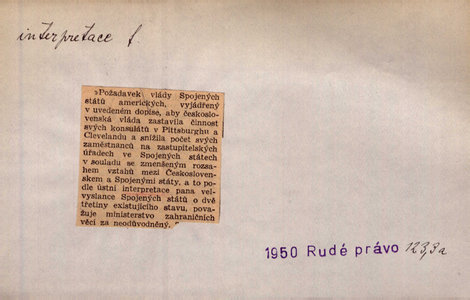 interpretace f.
»Požadavek vlády Spojených
států amerických, vyjádřený
v uvedeném dopise, aby českoslo-
venská vláda zastavila činnost
svých konsulátů v Pittsburghu a
Clevelandu a snížila počet svých
zaměstnanců na zastupitelských
úřadech ve Spojených státech
v souladu se zmenšeným rozsa-
hem vztahů mezi Českosloven-
skem a Spojenými státy, a to po-
dle ústní interpretace pana vel-
vyslance Spojených států o dvě
třetiny existujícího stavu, pova-
žuje ministerstvo zahraničních
věcí za neodůvodněný.
1950 Rudé právo 123,3a